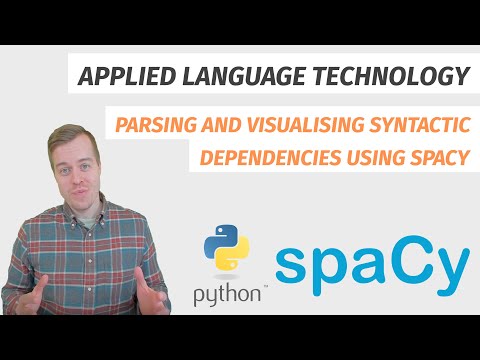 APPLIED LANGUAGE TECHNOLOGY
PARSING AND VISUALISING SYNTACTIC
DEPENDENCIES USING SPACY
python™
spaCy